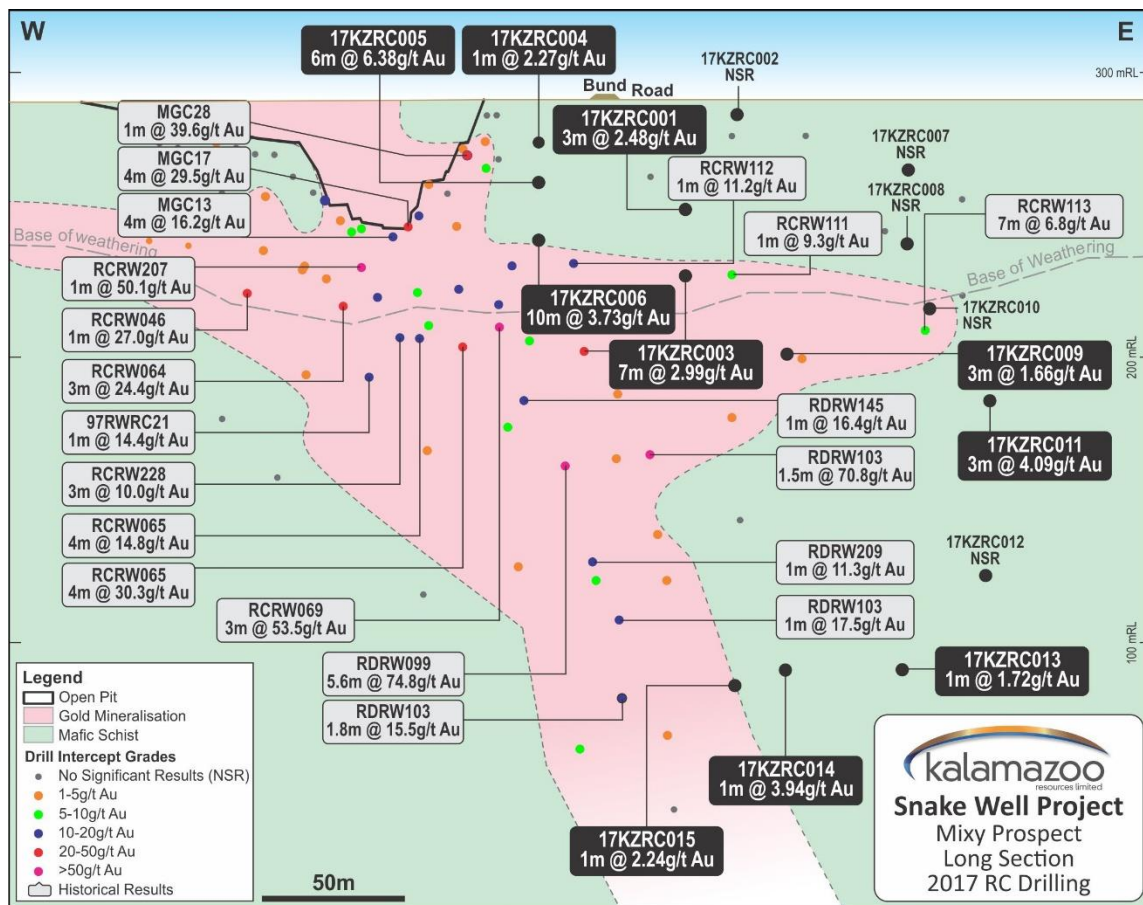 W
E
17KZRC005
6m @ 6.38g/t Au
17KZRC004
1m @ 2.27g/t Au
17KZRC002
NSR
300 mRL
Bund
Road
MGC28
1m @ 39.6g/t Au
17KZRC001
3m @ 2.48g/t Au
17KZRC007
NSR
MGC17
4m @ 29.5g/t Au
RCRW112
1m @ 11.2g/t Au
17KZRC008
NSR
MGC13
4m @ 16.2g/t Au
RCRW111
1m @ 9.3g/t Au
RCRW113
7m @ 6.8g/t Au
Base of weathering
Base of Weathering
RCRW207
1m @ 50.1g/t Au
17KZRC006
10m @ 3.73g/t Au
17KZRC010
NSR
RCRW046
1m @ 27.0g/t Au
17KZRC003
7m @ 2.99g/t Au
17KZRC009
3m @ 1.66g/t Au
200 mRL
RCRW064
3m @ 24.4g/t Au
97RWRC21
1m @ 14.4g/t Au
RDRW145
1m @ 16.4g/t Au
17KZRC011
3m @ 4.09g/t Au
RCRW228
3m @ 10.0g/t Au
RDRW103
1.5m @ 70.8g/t Au
RCRW065
4m @ 14.8g/t Au
17KZRC012
NSR
RCRW065
4m @ 30.3g/t Au
RDRW209
1m @ 11.3g/t Au
RCRW069
3m @ 53.5g/t Au
RDRW103
1m @ 17.5g/t Au
100 mRL
RDRW099
5.6m @ 74.8g/t Au
17KZRC013
1m @ 1.72g/t Au
RDRW103
1.8m @ 15.5g/t Au
17KZRC014
1m @ 3.94g/t Au
17KZRC015
1m @ 2.24g/t Au
Legend
Open Pit
Gold Mineralisation
Mafic Schist
Drill Intercept Grades
No Significant Results (NSR)
1-5g/t Au
5-10g/t Au
10-20g/t Au
20-50g/t Au
>50g/t Au
Historical Results
50m
kalamazoo
resources limited
Snake Well Project
Mixy Prospect
Long Section
2017 RC Drilling